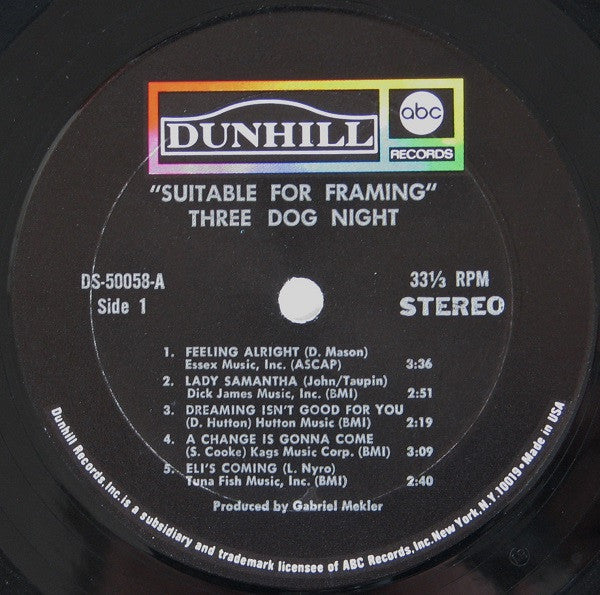 DUNHILL
abc
RECORDS
"SUITABLE FOR FRAMING"
THREE DOG NIGHT
DS-50058-A
Side 1
33⅓ RPM
STEREO
1. FEELING ALRIGHT (D. Mason)
Essex Music, Inc. (ASCAP) 3:36
2. LADY SAMANTHA (John/Taupin)
Dick James Music, Inc. (BMI) 2:51
3. DREAMING ISN'T GOOD FOR YOU
(D. Hutton) Hutton Music (BMI) 2:19
4. A CHANGE IS GONNA COME
(S. Cooke) Kags Music Corp. (BMI) 3:09
5. ELI'S COMING (L. Nyro)
Tuna Fish Music, Inc. (BMI) 2:40
Produced by Gabriel Mekler
Dunhill Records, Inc. is a subsidiary and trademark licensee of ABC Records, Inc. New York, N.Y. 10019 • Made in USA